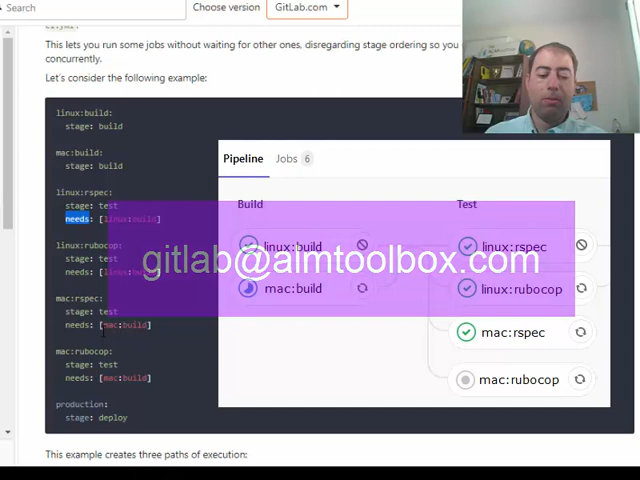 Search
Choose version
GitLab.com
This lets you run some jobs without waiting for other ones, disregarding stage ordering so you
concurrently.
Let's consider the following example:
linux:build:
stage: build
mac:build:
stage: build
linux:rspec:
stage: test
needs: [linux:build]
linux:rubocop:
stage: test
needs: [linux:build]
mac:rspec:
stage: test
needs: [mac:build]
mac:rubocop:
stage: test
needs: [mac:build]
production:
stage: deploy
Pipeline
Jobs 6
Build
Test
linux:build
linux:rspec
mac:build
linux:rubocop
mac:rspec
mac:rubocop
gitlab@aimtoolbox.com
This example creates three paths of execution: